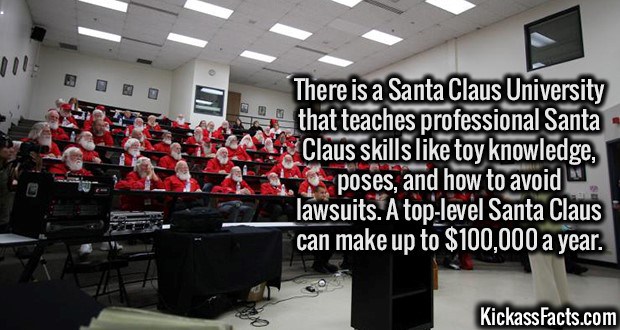 There is a Santa Claus University
that teaches professional Santa
Claus skills like toy knowledge,
poses, and how to avoid
lawsuits. A top-level Santa Claus
can make up to $100,000 a year.
KickassFacts.com